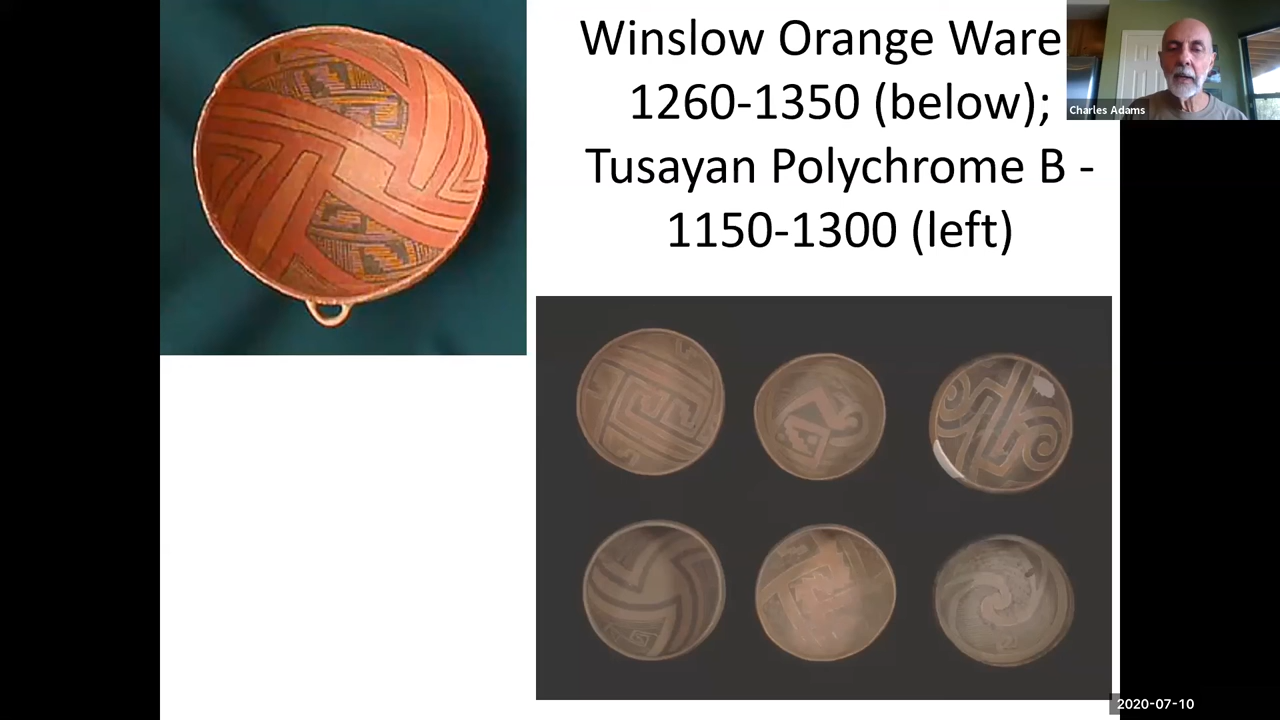 Winslow Orange Ware
1260-1350 (below);
Tusayan Polychrome B -
1150-1300 (left)
Charles Adams
2020-07-10